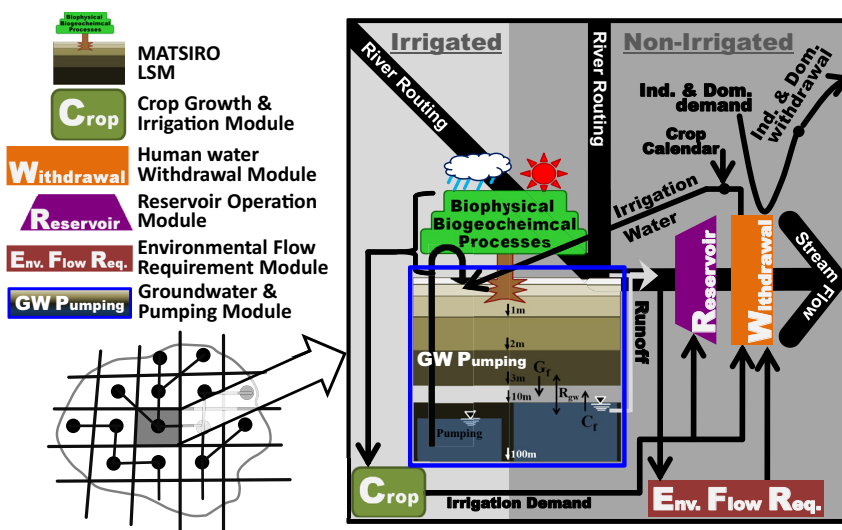 Biophysical
Biogeocheimcal
Processes
MATSIRO
LSM
Crop
Crop Growth &
Irrigation Module
Withdrawal
Human water
Withdrawal Module
Reservoir
Reservoir Operation
Module
Env. Flow Req.
Environmental Flow
Requirement Module
GW Pumping
Groundwater &
Pumping Module
Irrigated
Non-Irrigated
River Routing
River Routing
Ind. & Dom.
demand
Ind. & Dom.
withdrawal
Crop
Calendar
Irrigation
Water
Biophysical
Biogeocheimcal
Processes
Reservoir
Withdrawal
Stream Flow
Runoff
1m
2m
GW Pumping
3m
10m
Gf
Rgw
Cf
Pumping
100m
Crop
Irrigation Demand
Env. Flow Req.